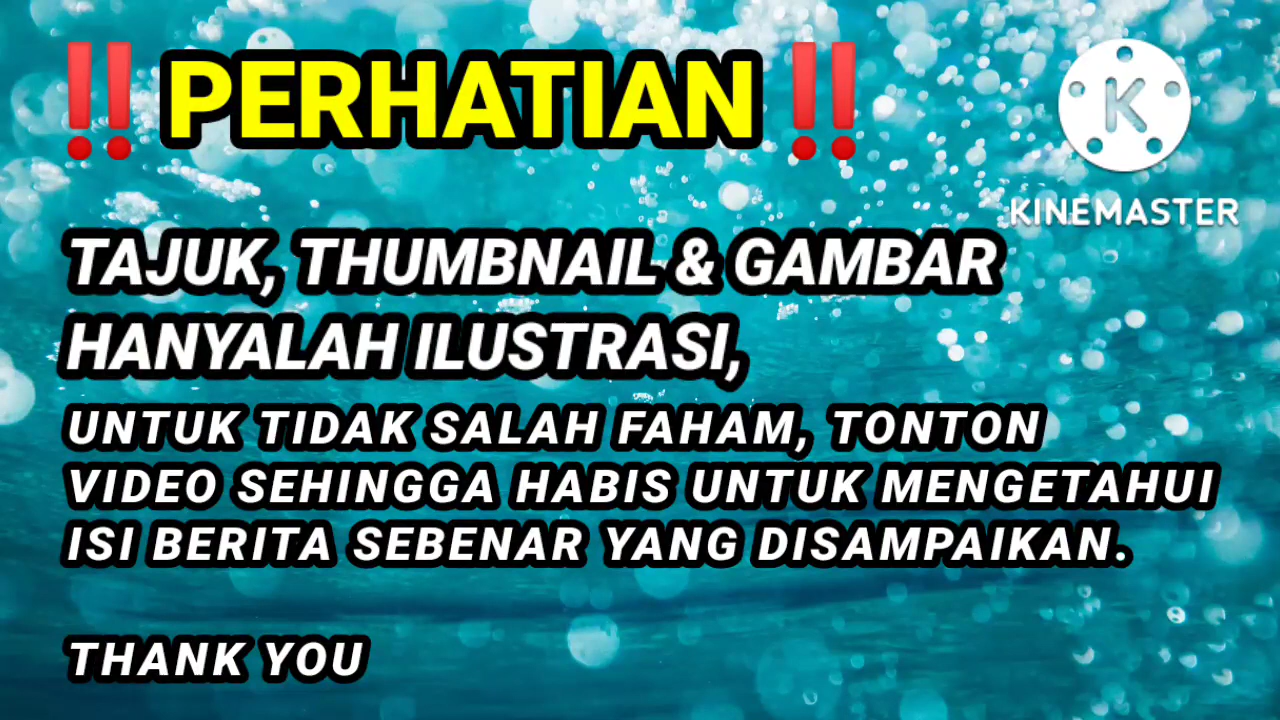 ‼PERHATIAN‼
K
KINEMASTER
TAJUK, THUMBNAIL & GAMBAR
HANYALAH ILUSTRASI,
UNTUK TIDAK SALAH FAHAM, TONTON
VIDEO SEHINGGA HABIS UNTUK MENGETAHUI
ISI BERITA SEBENAR YANG DISAMPAIKAN.
THANK YOU